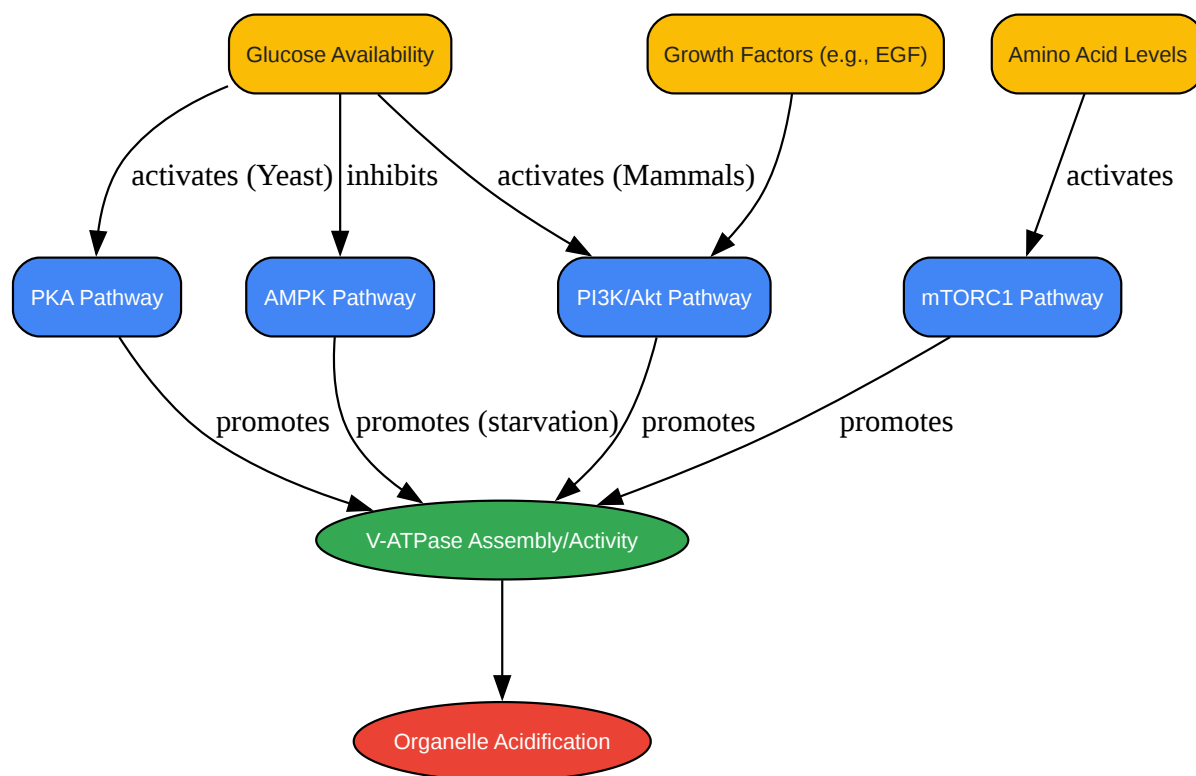 Glucose Availability
Growth Factors (e.g., EGF)
Amino Acid Levels
activates (Yeast)
inhibits
activates (Mammals)
activates
PKA Pathway
AMPK Pathway
PI3K/Akt Pathway
mTORC1 Pathway
promotes
promotes (starvation)
promotes
promotes
V-ATPase Assembly/Activity
Organelle Acidification